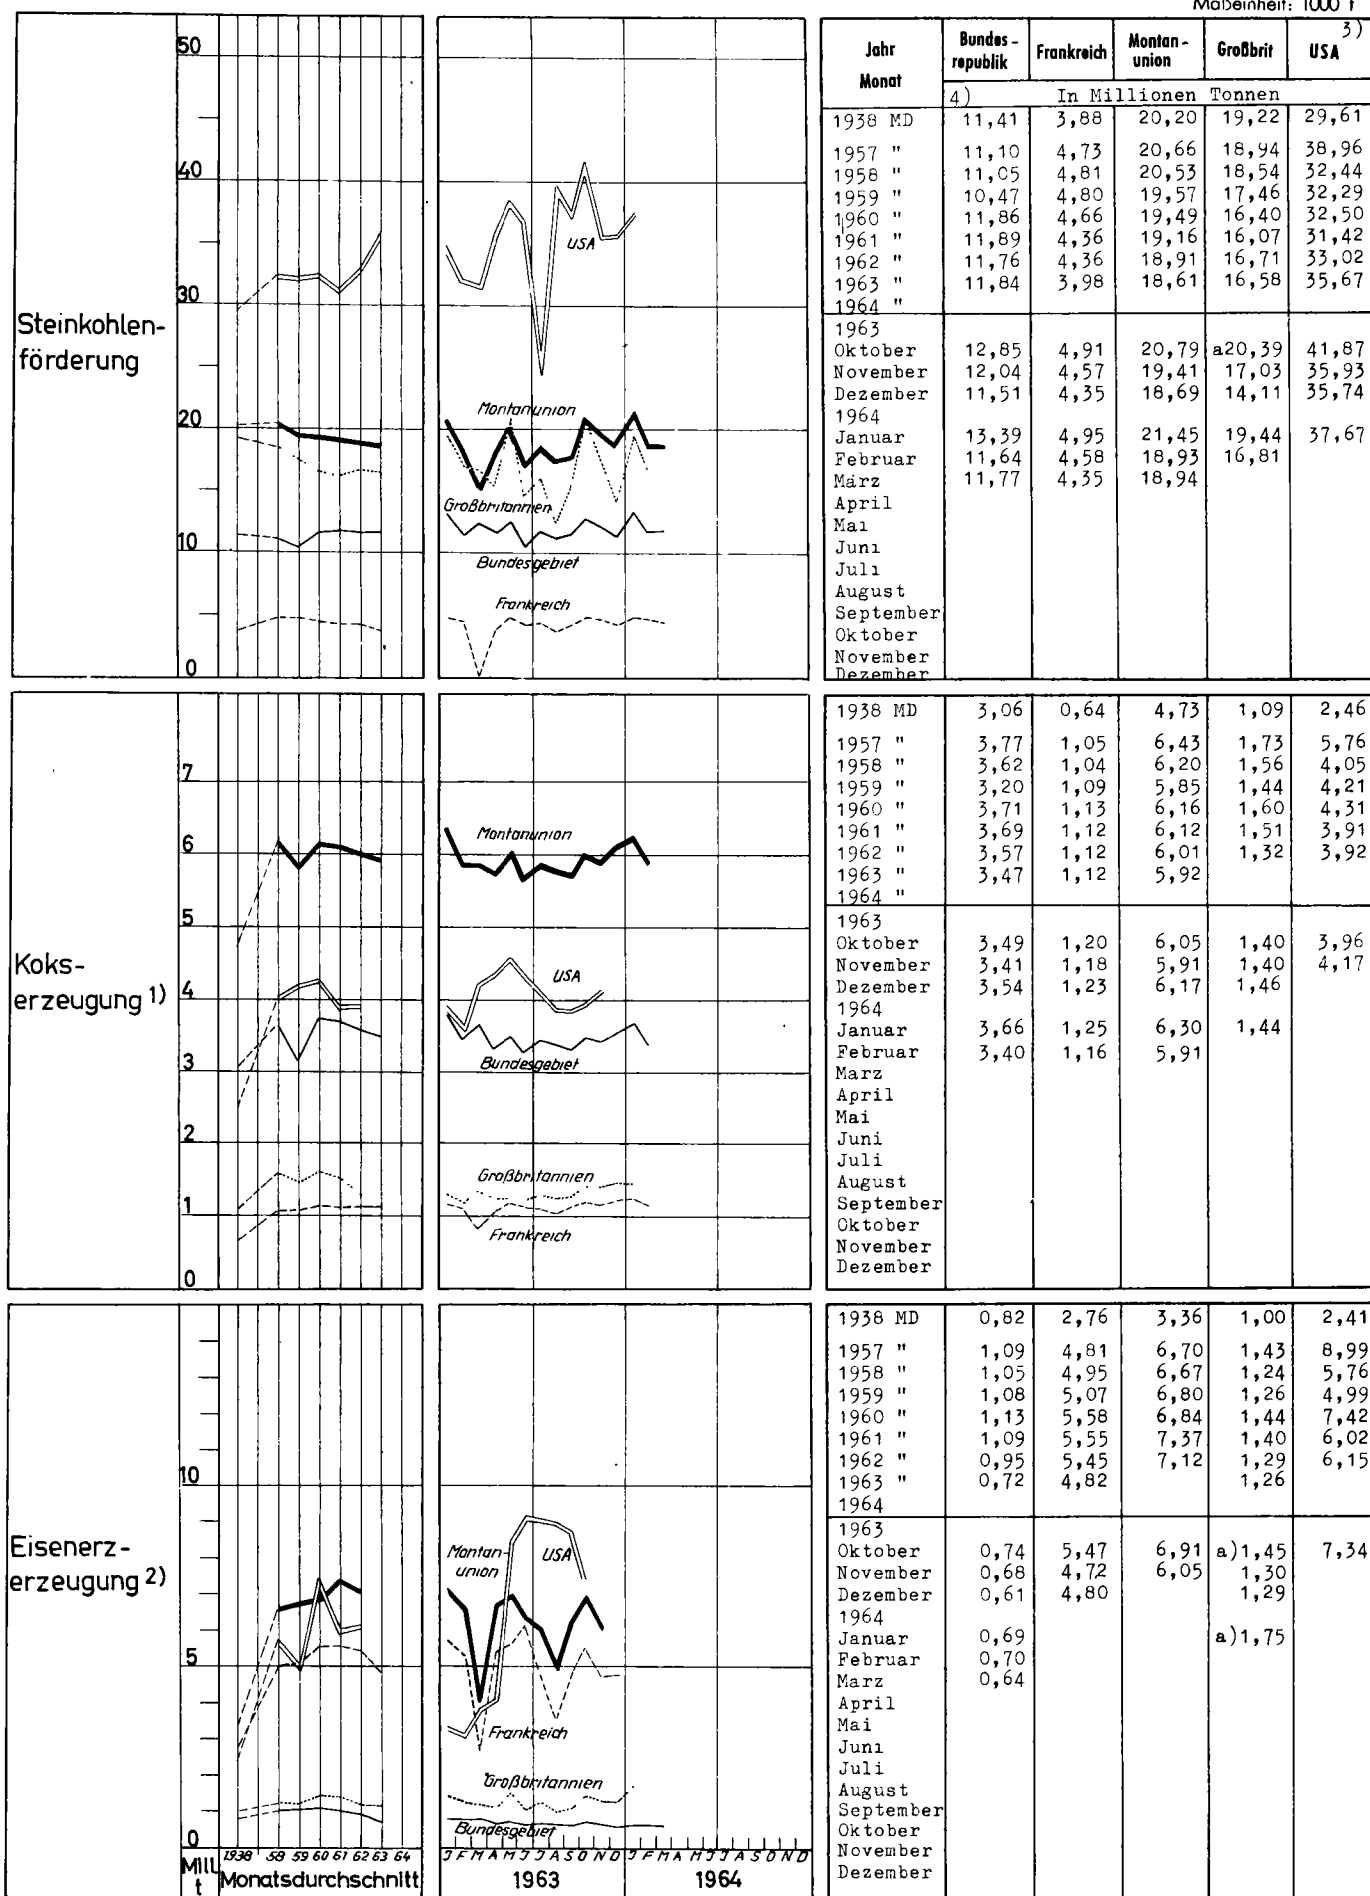 Maßeinheit: 1000 t
Jahr Monat Bundes-republik Frankreich Montan-union Großbrit USA 3)
4) In Millionen Tonnen
Steinkohlen-
förderung
50
40
30
20
10
0
USA
Montanunion
Großbritannien
Bundesgebiet
Frankreich
1938 MD 11,41 3,88 20,20 19,22 29,61
1957 " 11,10 4,73 20,66 18,94 38,96
1958 " 11,05 4,81 20,53 18,54 32,44
1959 " 10,47 4,80 19,57 17,46 32,29
1960 " 11,86 4,66 19,49 16,40 32,50
1961 " 11,89 4,36 19,16 16,07 31,42
1962 " 11,76 4,36 18,91 16,71 33,02
1963 " 11,84 3,98 18,61 16,58 35,67
1964 "
1963
Oktober 12,85 4,91 20,79 a20,39 41,87
November 12,04 4,57 19,41 17,03 35,93
Dezember 11,51 4,35 18,69 14,11 35,74
1964
Januar 13,39 4,95 21,45 19,44 37,67
Februar 11,64 4,58 18,93 16,81
März 11,77 4,35 18,94
April
Mai
Juni
Juli
August
September
Oktober
November
Dezember
Koks-
erzeugung 1)
7
6
5
4
3
2
1
0
Montanunion
USA
Bundesgebiet
Großbritannien
Frankreich
1938 MD 3,06 0,64 4,73 1,09 2,46
1957 " 3,77 1,05 6,43 1,73 5,76
1958 " 3,62 1,04 6,20 1,56 4,05
1959 " 3,20 1,09 5,85 1,44 4,21
1960 " 3,71 1,13 6,16 1,60 4,31
1961 " 3,69 1,12 6,12 1,51 3,91
1962 " 3,57 1,12 6,01 1,32 3,92
1963 " 3,47 1,12 5,92
1964 "
1963
Oktober 3,49 1,20 6,05 1,40 3,96
November 3,41 1,18 5,91 1,40 4,17
Dezember 3,54 1,23 6,17 1,46
1964
Januar 3,66 1,25 6,30 1,44
Februar 3,40 1,16 5,91
Marz
April
Mai
Juni
Juli
August
September
Oktober
November
Dezember
Eisenerz-
erzeugung 2)
10
5
0
Montan-
union
USA
Frankreich
Großbritannien
Bundesgebiet
1938 MD 0,82 2,76 3,36 1,00 2,41
1957 " 1,09 4,81 6,70 1,43 8,99
1958 " 1,05 4,95 6,67 1,24 5,76
1959 " 1,08 5,07 6,80 1,26 4,99
1960 " 1,13 5,58 6,84 1,44 7,42
1961 " 1,09 5,55 7,37 1,40 6,02
1962 " 0,95 5,45 7,12 1,29 6,15
1963 " 0,72 4,82 1,26
1964
1963
Oktober 0,74 5,47 6,91 a)1,45 7,34
November 0,68 4,72 6,05 1,30
Dezember 0,61 4,80 1,29
1964
Januar 0,69 a)1,75
Februar 0,70
Marz 0,64
April
Mai
Juni
Juli
August
September
Oktober
November
Dezember
Mill t
1938 58 59 60 61 62 63 64
Monatsdurchschnitt
J F M A M J J A S O N D J F M A M J J A S O N D
1963 1964